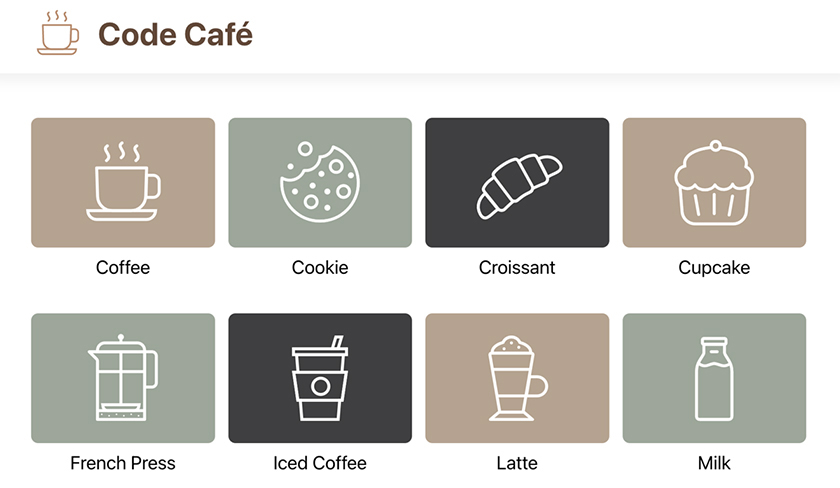 Code Café
Coffee
Cookie
Croissant
Cupcake
French Press
Iced Coffee
Latte
Milk